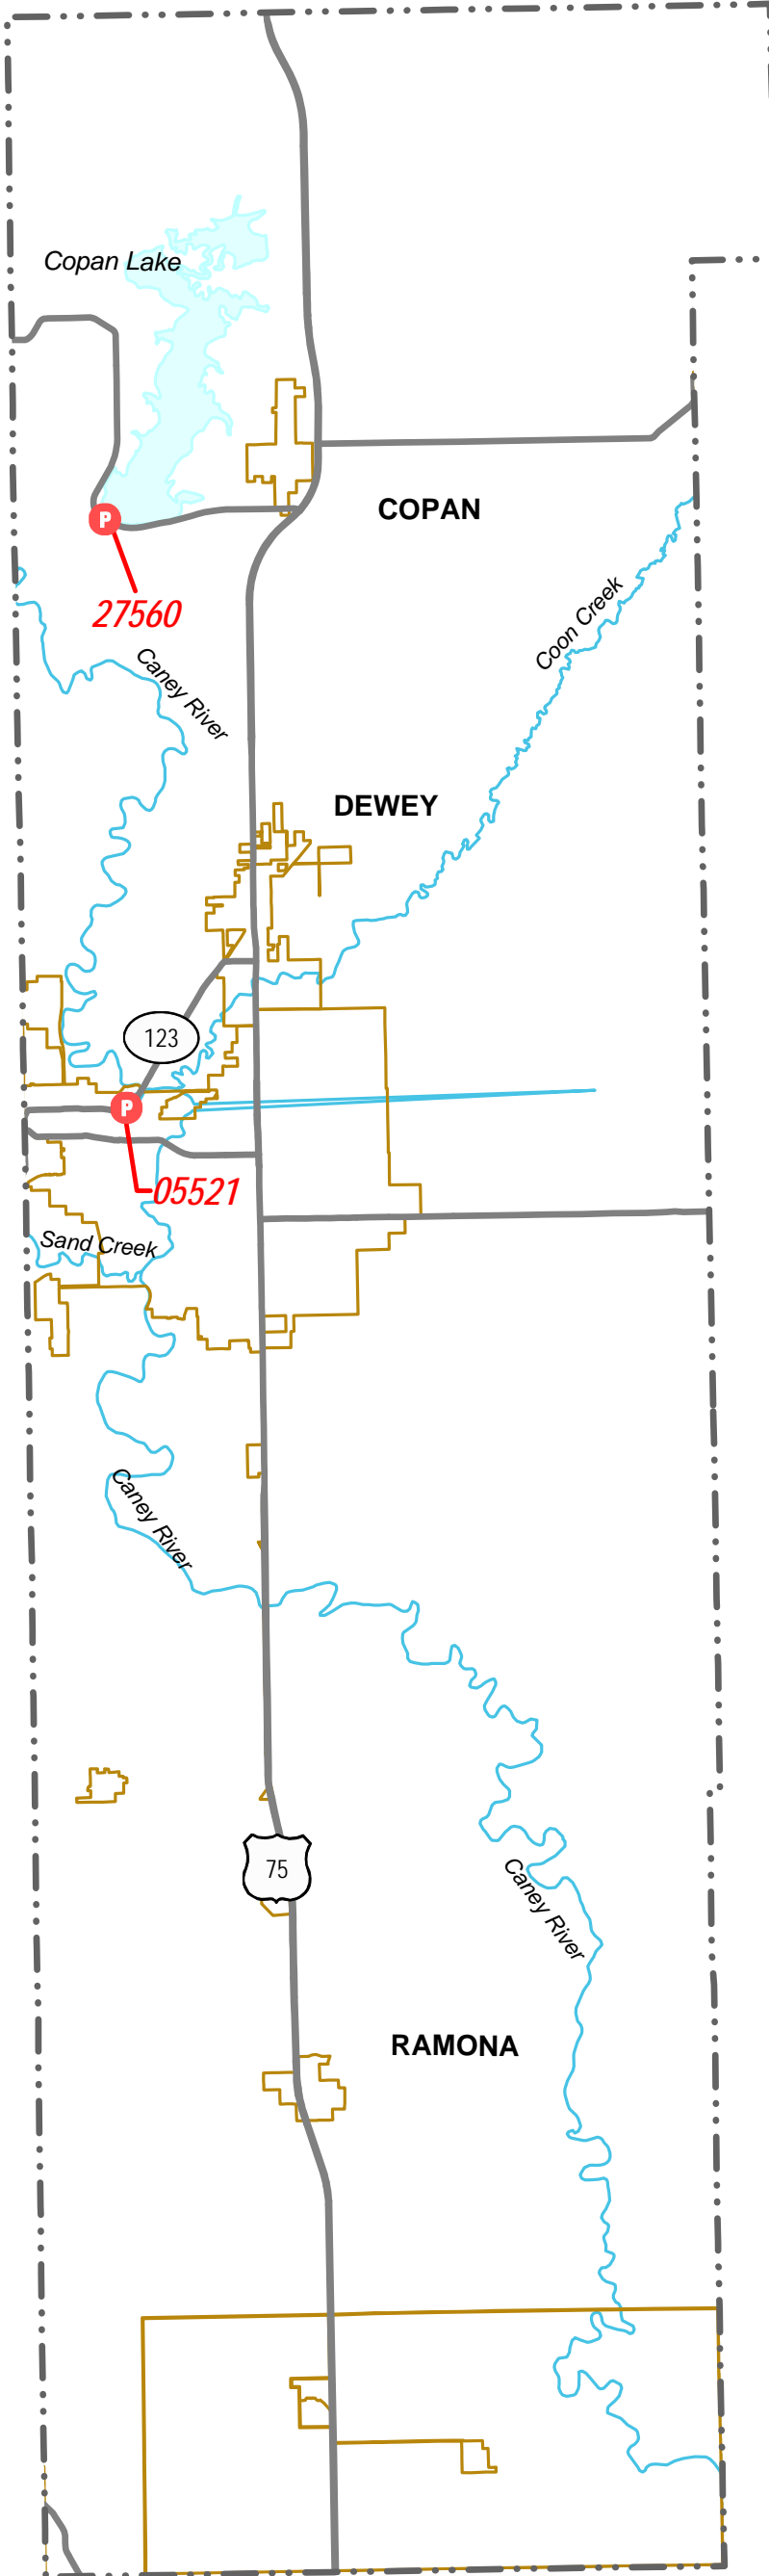 Copan Lake
COPAN
P
27560
Coon Creek
Caney River
DEWEY
123
P
05521
Sand Creek
Caney River
75
Caney River
RAMONA